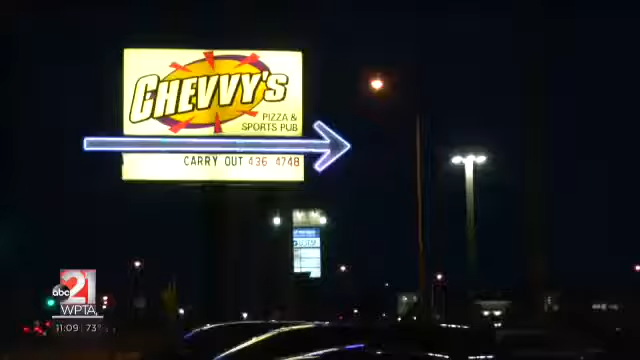 CHEVVY'S
PIZZA &
SPORTS PUB
CARRY OUT 436 4748
abc 21
WPTA
11:09 73°